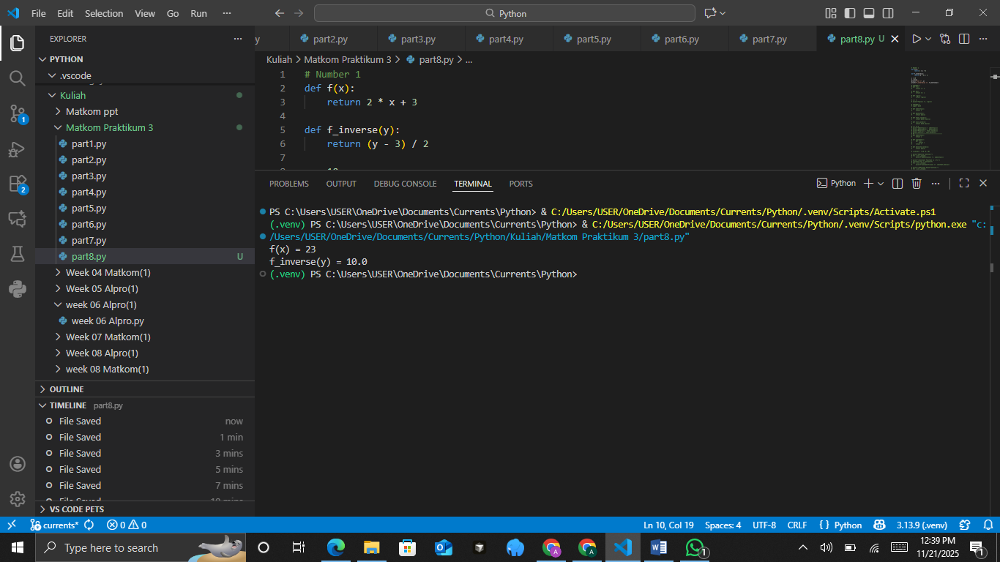 File Edit Selection View Go Run ··· Python
EXPLORER ···
PYTHON
.vscode
Kuliah
Matkom ppt
Matkom Praktikum 3
part1.py
part2.py
part3.py
part4.py
part5.py
part6.py
part7.py
part8.py U
Week 04 Matkom(1)
Week 05 Alpro(1)
week 06 Alpro(1)
week 06 Alpro.py
Week 07 Matkom(1)
Week 08 Alpro(1)
week 08 Matkom(1)
OUTLINE
TIMELINE part8.py
File Saved now
File Saved 1 min
File Saved 3 mins
File Saved 5 mins
File Saved 7 mins
VS CODE PETS
1
2
y part2.py part3.py part4.py part5.py part6.py part7.py part8.py U
Kuliah > Matkom Praktikum 3 > part8.py > ...
1 # Number 1
2 def f(x):
3 return 2 * x + 3
4
5 def f_inverse(y):
6 return (y - 3) / 2
7
PROBLEMS OUTPUT DEBUG CONSOLE TERMINAL PORTS Python
PS C:\Users\USER\OneDrive\Documents\Currents\Python> & C:/Users/USER/OneDrive/Documents/Currents/Python/.venv/Scripts/Activate.ps1
(.venv) PS C:\Users\USER\OneDrive\Documents\Currents\Python> & C:/Users/USER/OneDrive/Documents/Currents/Python/.venv/Scripts/python.exe "c:
/Users/USER/OneDrive/Documents/Currents/Python/Kuliah/Matkom Praktikum 3/part8.py"
f(x) = 23
f_inverse(y) = 10.0
(.venv) PS C:\Users\USER\OneDrive\Documents\Currents\Python>
currents* 0 0 Ln 10, Col 19 Spaces: 4 UTF-8 CRLF { } Python 3.13.9 (.venv)
Type here to search
A A W 1
12:39 PM
11/21/2025
1